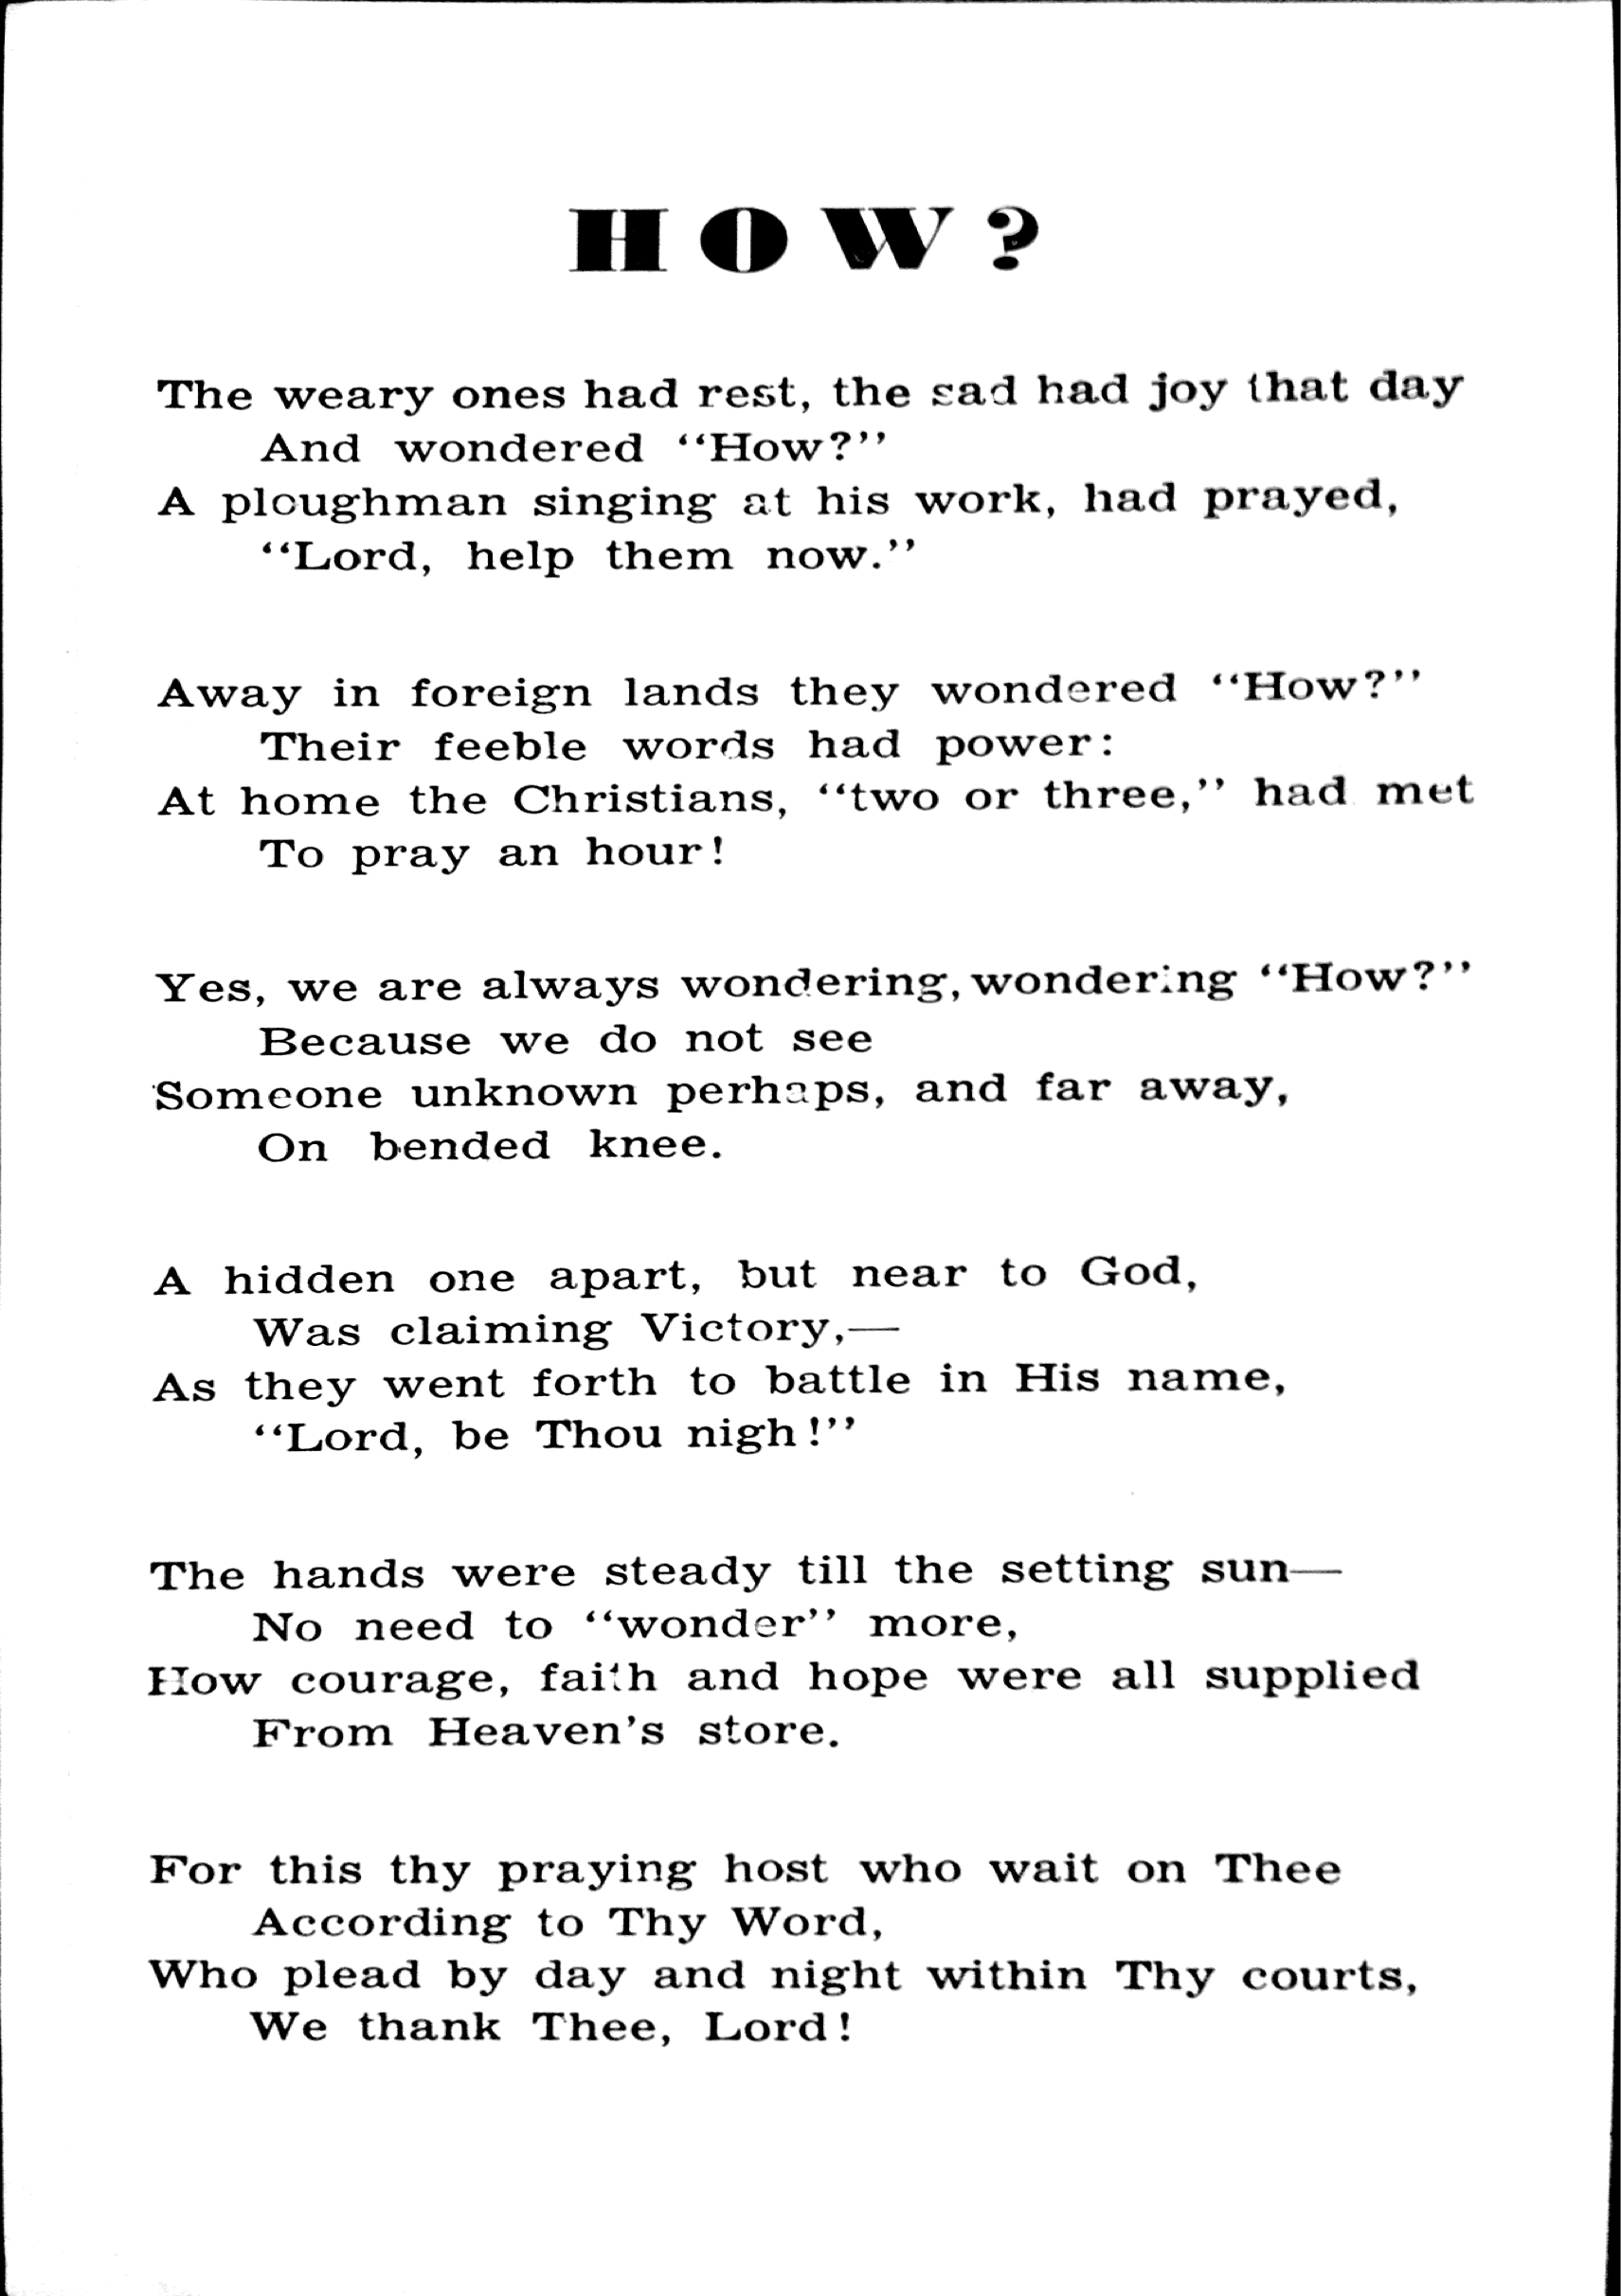 HOW?
The weary ones had rest, the sad had joy that day
And wondered “How?”
A ploughman singing at his work, had prayed,
“Lord, help them now.”
Away in foreign lands they wondered “How?”
Their feeble words had power:
At home the Christians, “two or three,” had met
To pray an hour!
Yes, we are always wondering, wondering “How?”
Because we do not see
Someone unknown perhaps, and far away,
On bended knee.
A hidden one apart, but near to God,
Was claiming Victory,—
As they went forth to battle in His name,
“Lord, be Thou nigh!”
The hands were steady till the setting sun—
No need to “wonder” more,
How courage, faith and hope were all supplied
From Heaven’s store.
For this thy praying host who wait on Thee
According to Thy Word,
Who plead by day and night within Thy courts,
We thank Thee, Lord!